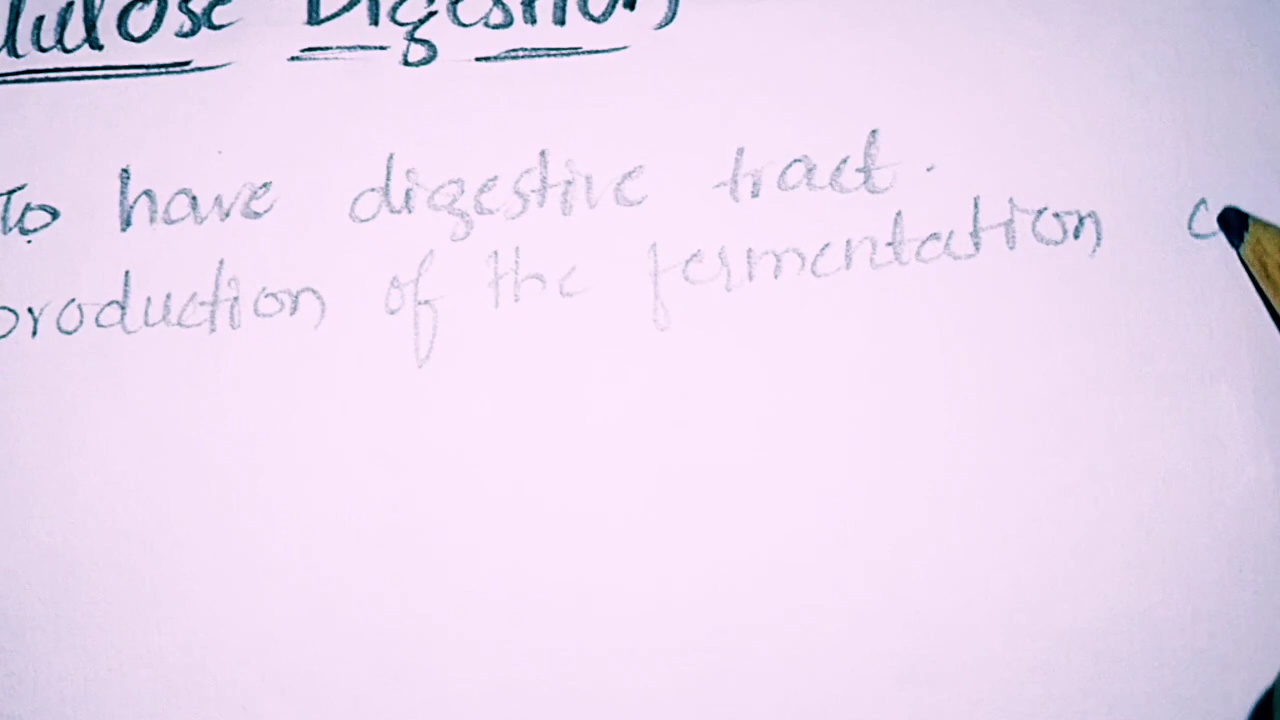 lulose Digestion
To have digestive tract.
production of the fermentation c